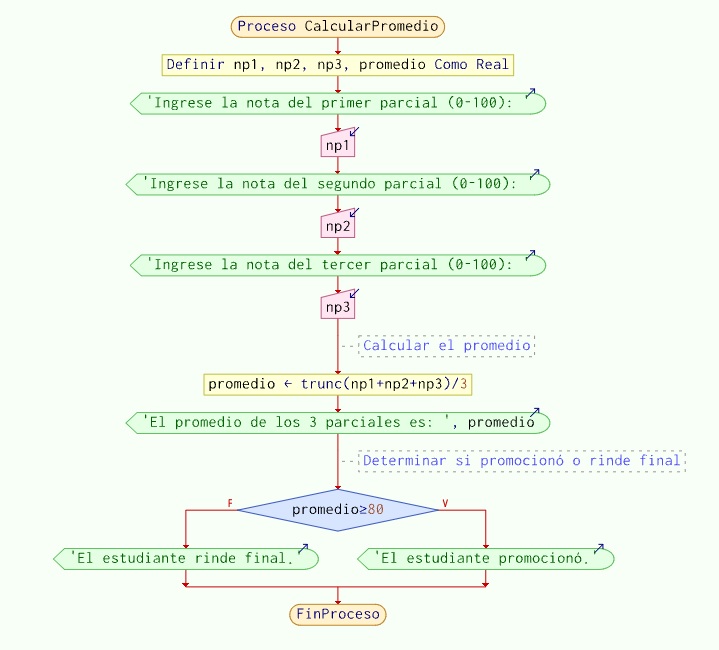 Proceso CalcularPromedio
Definir np1, np2, np3, promedio Como Real
'Ingrese la nota del primer parcial (0-100): '
np1
'Ingrese la nota del segundo parcial (0-100): '
np2
'Ingrese la nota del tercer parcial (0-100): '
np3
Calcular el promedio
promedio ← trunc(np1+np2+np3)/3
'El promedio de los 3 parciales es: ', promedio
Determinar si promocionó o rinde final
F V
promedio≥80
'El estudiante rinde final.' 'El estudiante promocionó.'
FinProceso